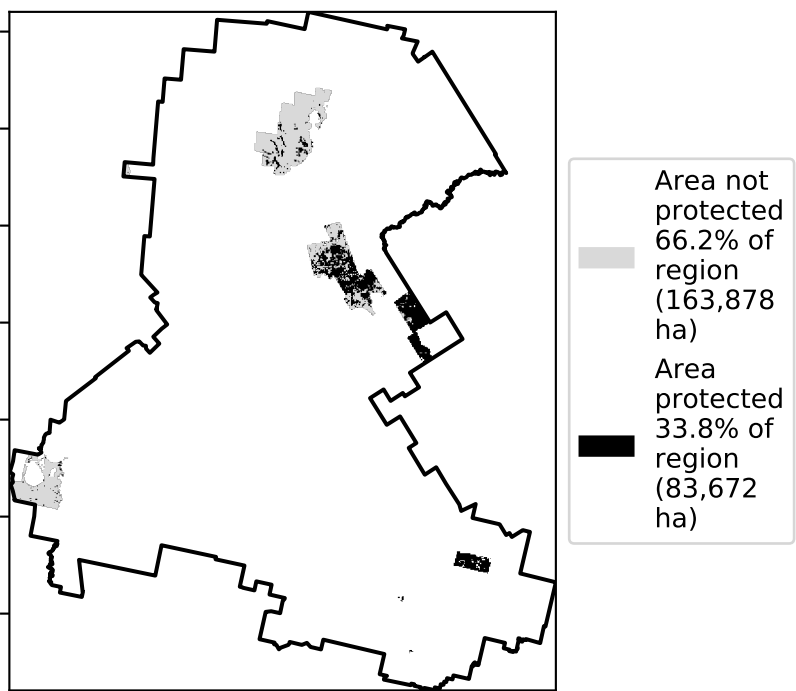 Area not
protected
66.2% of
region
(163,878
ha)
Area
protected
33.8% of
region
(83,672
ha)